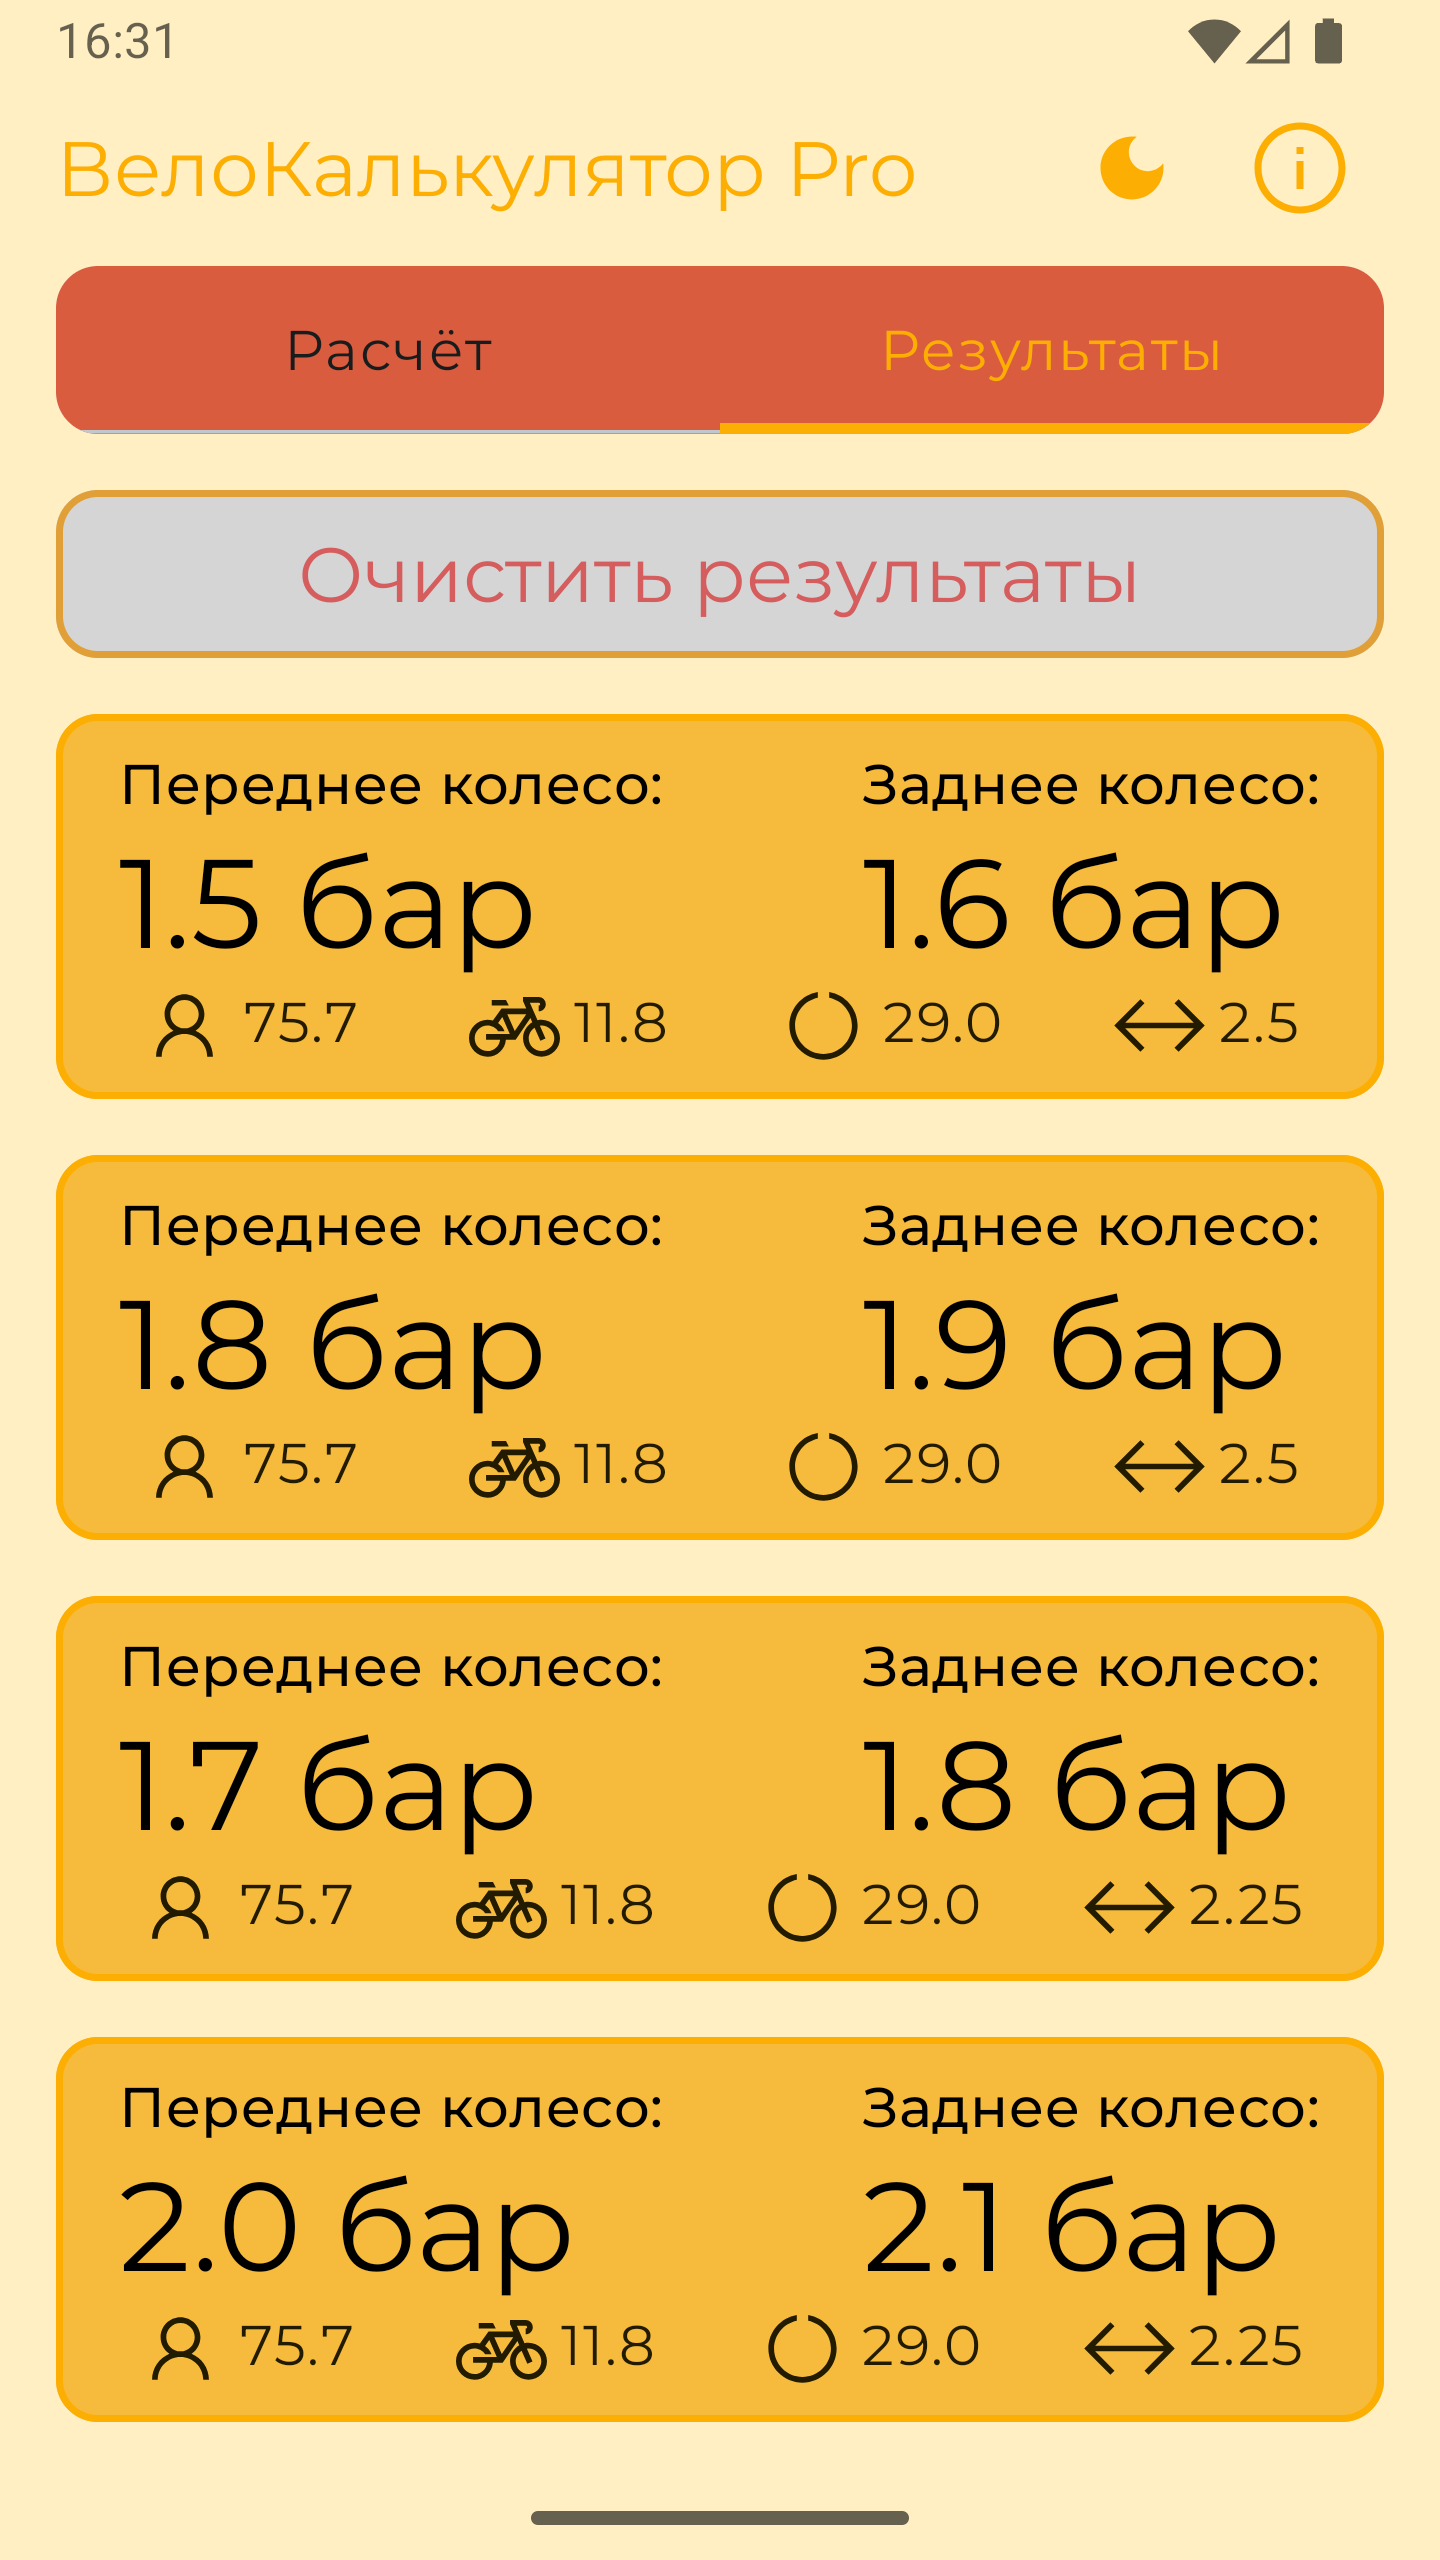 16:31
ВелоКалькулятор Pro
Расчёт Результаты
Очистить результаты
Переднее колесо: Заднее колесо:
1.5 бар 1.6 бар
75.7 11.8 29.0 2.5
Переднее колесо: Заднее колесо:
1.8 бар 1.9 бар
75.7 11.8 29.0 2.5
Переднее колесо: Заднее колесо:
1.7 бар 1.8 бар
75.7 11.8 29.0 2.25
Переднее колесо: Заднее колесо:
2.0 бар 2.1 бар
75.7 11.8 29.0 2.25